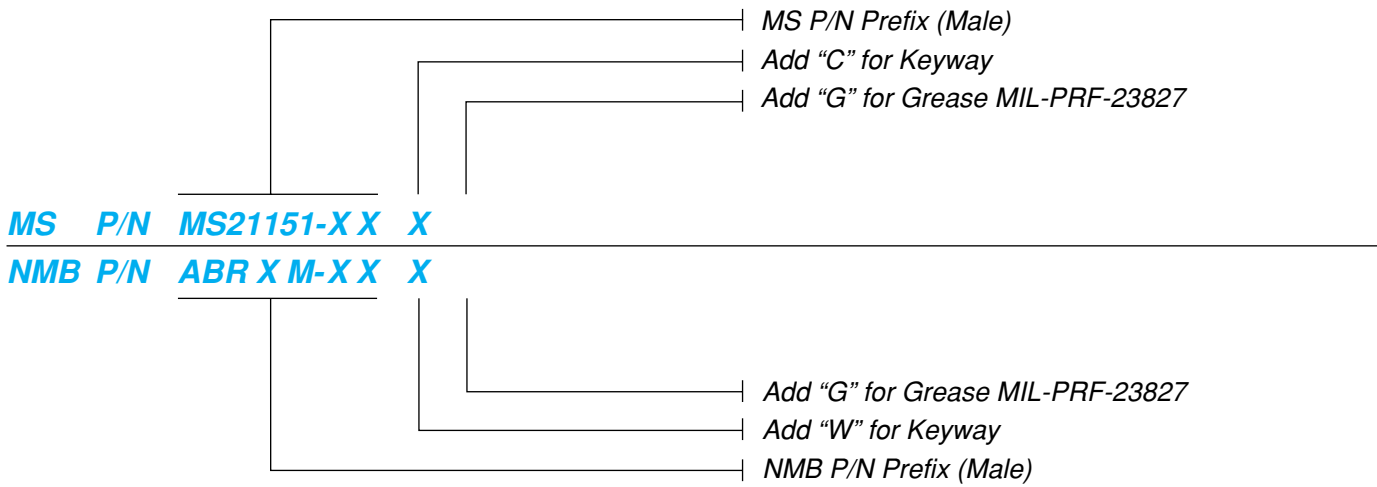 MS P/N Prefix (Male)
Add “C” for Keyway
Add “G” for Grease MIL-PRF-23827
MS P/N MS21151-X X X
NMB P/N ABR X M-X X X
Add “G” for Grease MIL-PRF-23827
Add “W” for Keyway
NMB P/N Prefix (Male)